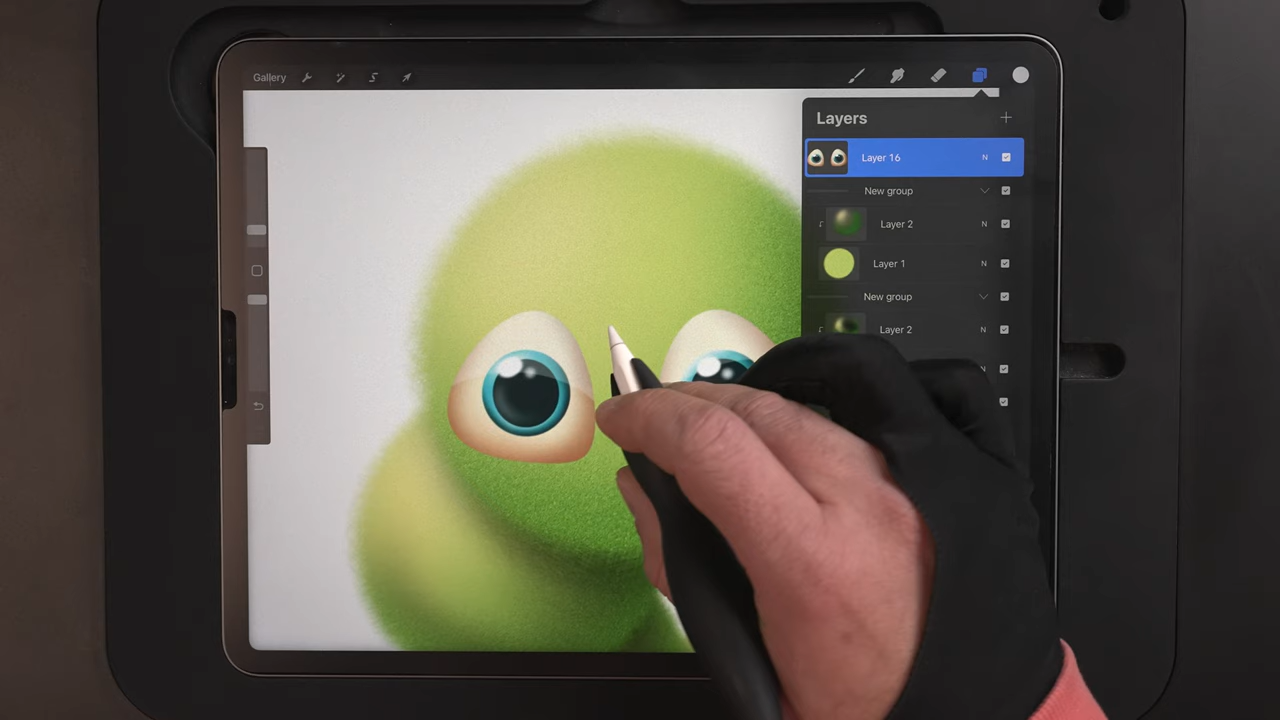 Gallery
Layers
Layer 16 N
New group
Layer 2 N
Layer 1 N
New group
Layer 2 N
N